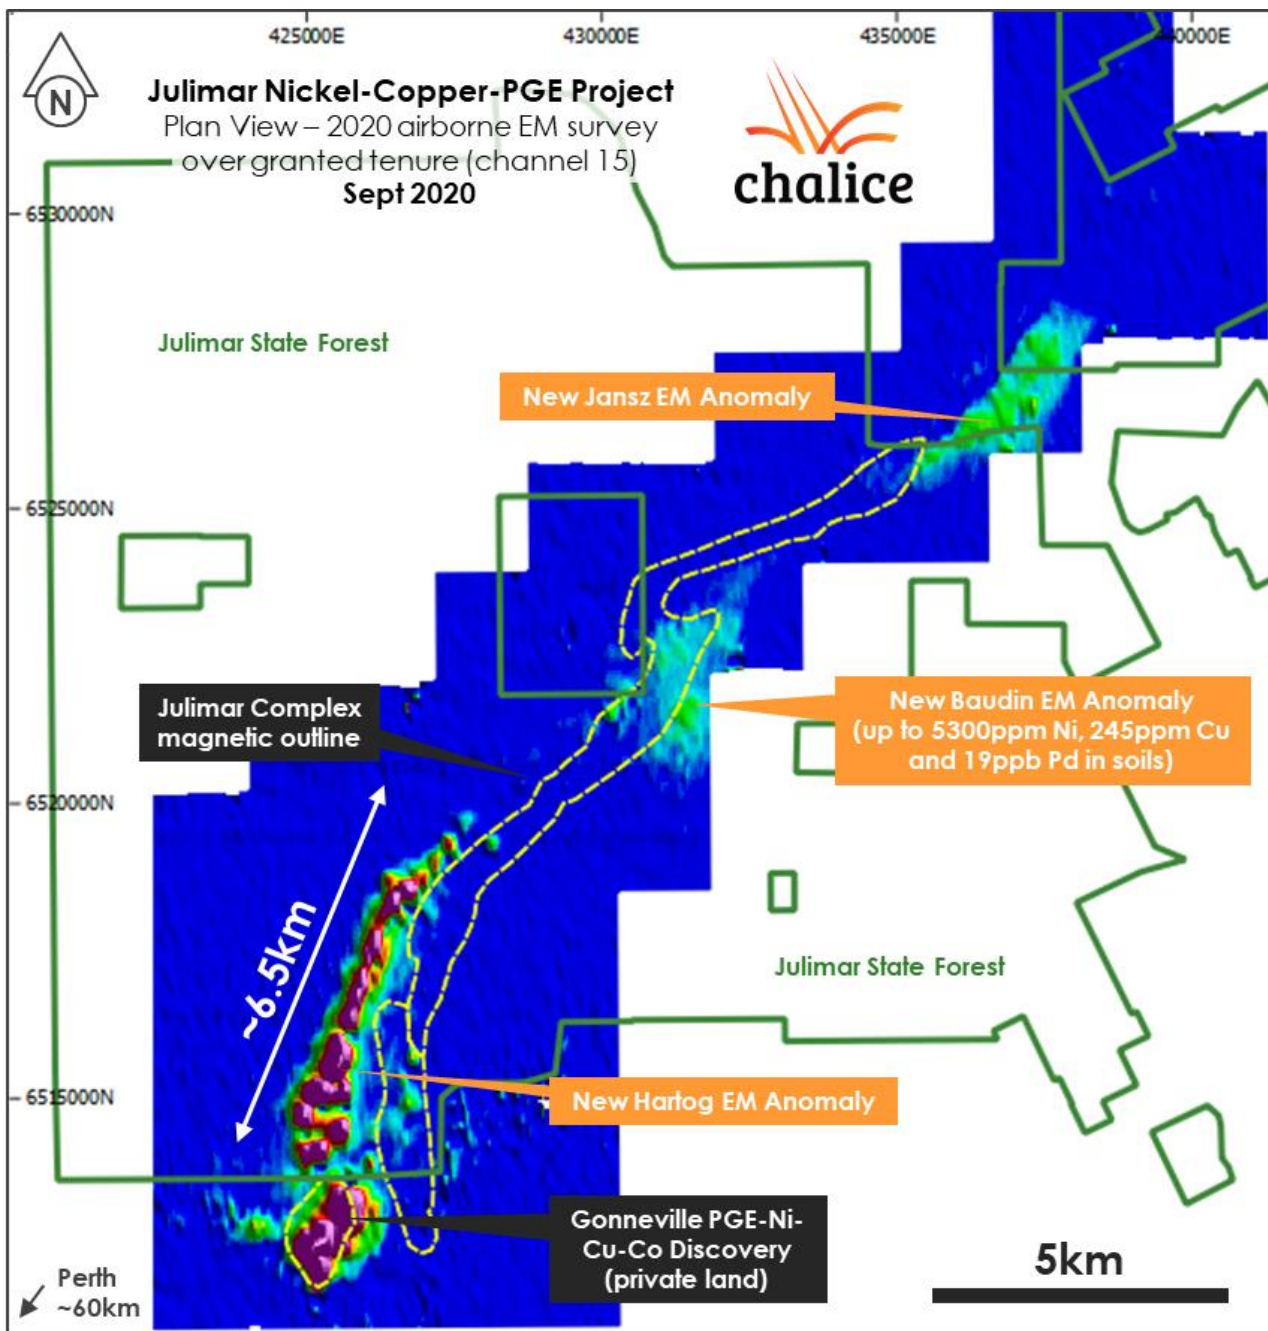 425000E
430000E
435000E
440000E
N
Julimar Nickel-Copper-PGE Project
Plan View – 2020 airborne EM survey
over granted tenure (channel 15)
Sept 2020
chalice
6530000N
Julimar State Forest
New Jansz EM Anomaly
6525000N
Julimar Complex
magnetic outline
New Baudin EM Anomaly
(up to 5300ppm Ni, 245ppm Cu
and 19ppb Pd in soils)
6520000N
~6.5km
Julimar State Forest
6515000N
New Hartog EM Anomaly
Gonneville PGE-Ni-
Cu-Co Discovery
(private land)
5km
Perth
~60km